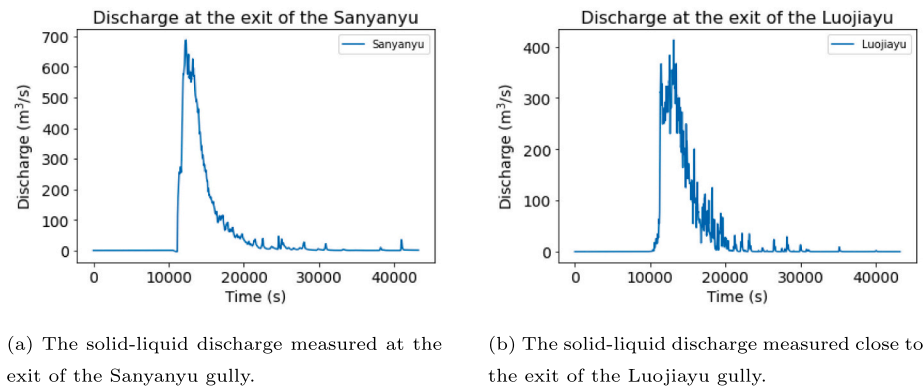 Discharge at the exit of the Sanyanyu
Discharge (m³/s)
700
600
500
400
300
200
100
0
Sanyanyu
0 10000 20000 30000 40000
Time (s)
(a) The solid-liquid discharge measured at the
exit of the Sanyanyu gully.
Discharge at the exit of the Luojiayu
Discharge (m³/s)
400
300
200
100
0
Luojiayu
0 10000 20000 30000 40000
Time (s)
(b) The solid-liquid discharge measured close to
the exit of the Luojiayu gully.